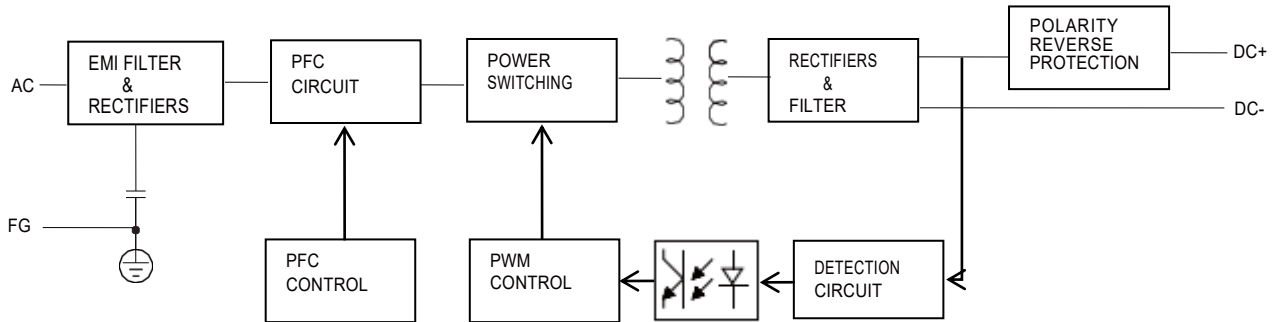 AC
EMI FILTER
&
RECTIFIERS
PFC
CIRCUIT
POWER
SWITCHING
RECTIFIERS
&
FILTER
POLARITY
REVERSE
PROTECTION
DC+
DC-
FG
PFC
CONTROL
PWM
CONTROL
DETECTION
CIRCUIT